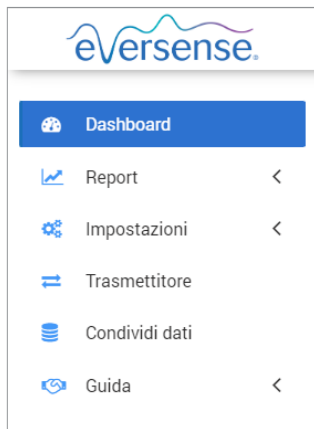 eversense.
Dashboard
Report
Impostazioni
Trasmettitore
Condividi dati
Guida